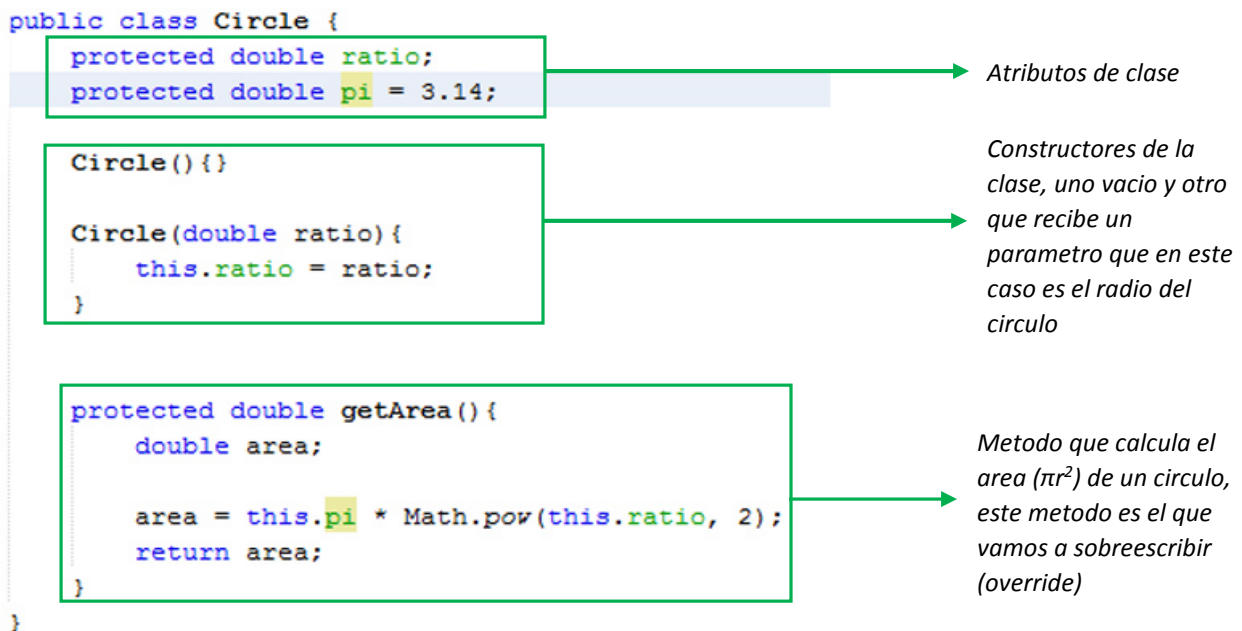 public class Circle {
protected double ratio;
protected double pi = 3.14;
Atributos de clase
Circle(){}
Circle(double ratio){
this.ratio = ratio;
}
Constructores de la
clase, uno vacio y otro
que recibe un
parametro que en este
caso es el radio del
circulo
protected double getArea(){
double area;
area = this.pi * Math.pow(this.ratio, 2);
return area;
}
Metodo que calcula el
area (πr²) de un circulo,
este metodo es el que
vamos a sobreescribir
(override)
}